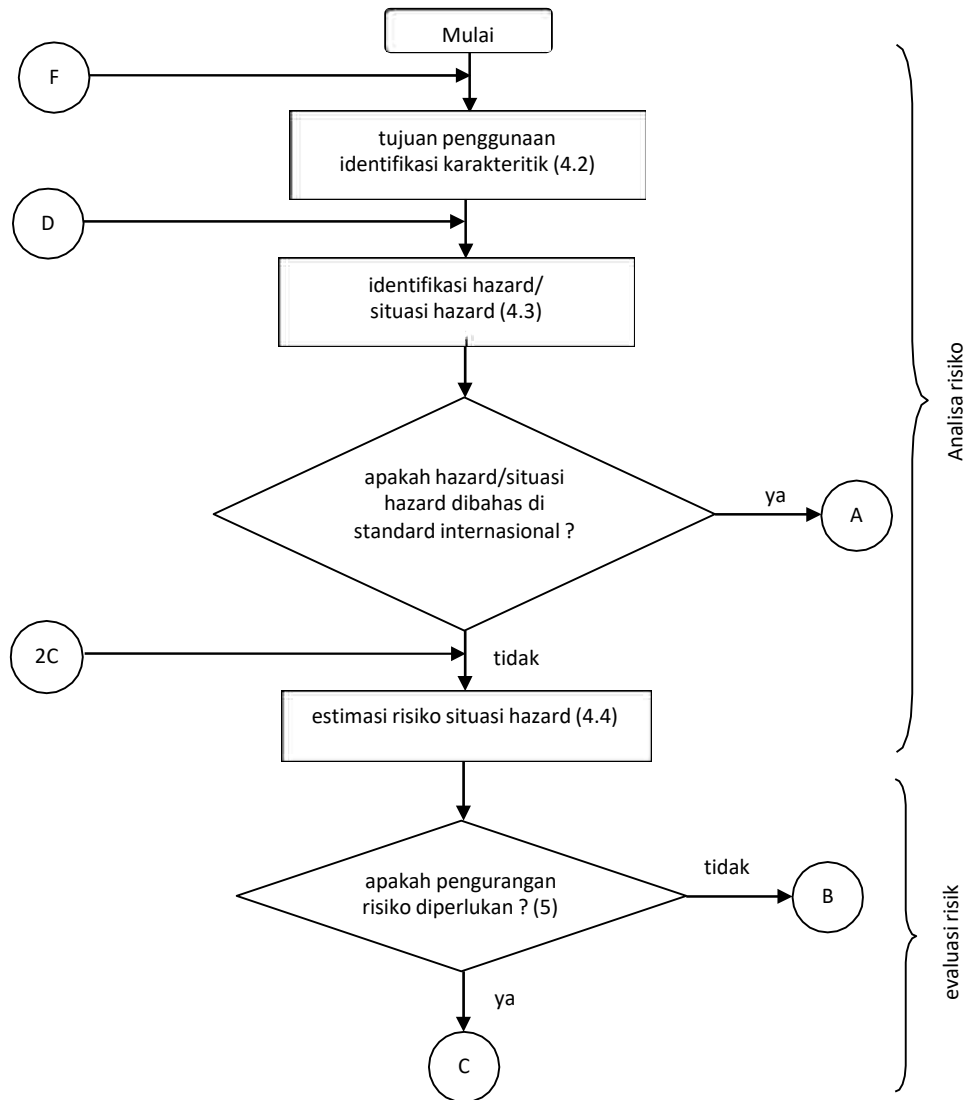 Mulai
F
tujuan penggunaan
identifikasi karakteritik (4.2)
D
identifikasi hazard/
situasi hazard (4.3)
apakah hazard/situasi
hazard dibahas di
standard internasional ?
ya
A
Analisa risiko
2C
tidak
estimasi risiko situasi hazard (4.4)
apakah pengurangan
risiko diperlukan ? (5)
tidak
B
evaluasi risik
ya
C